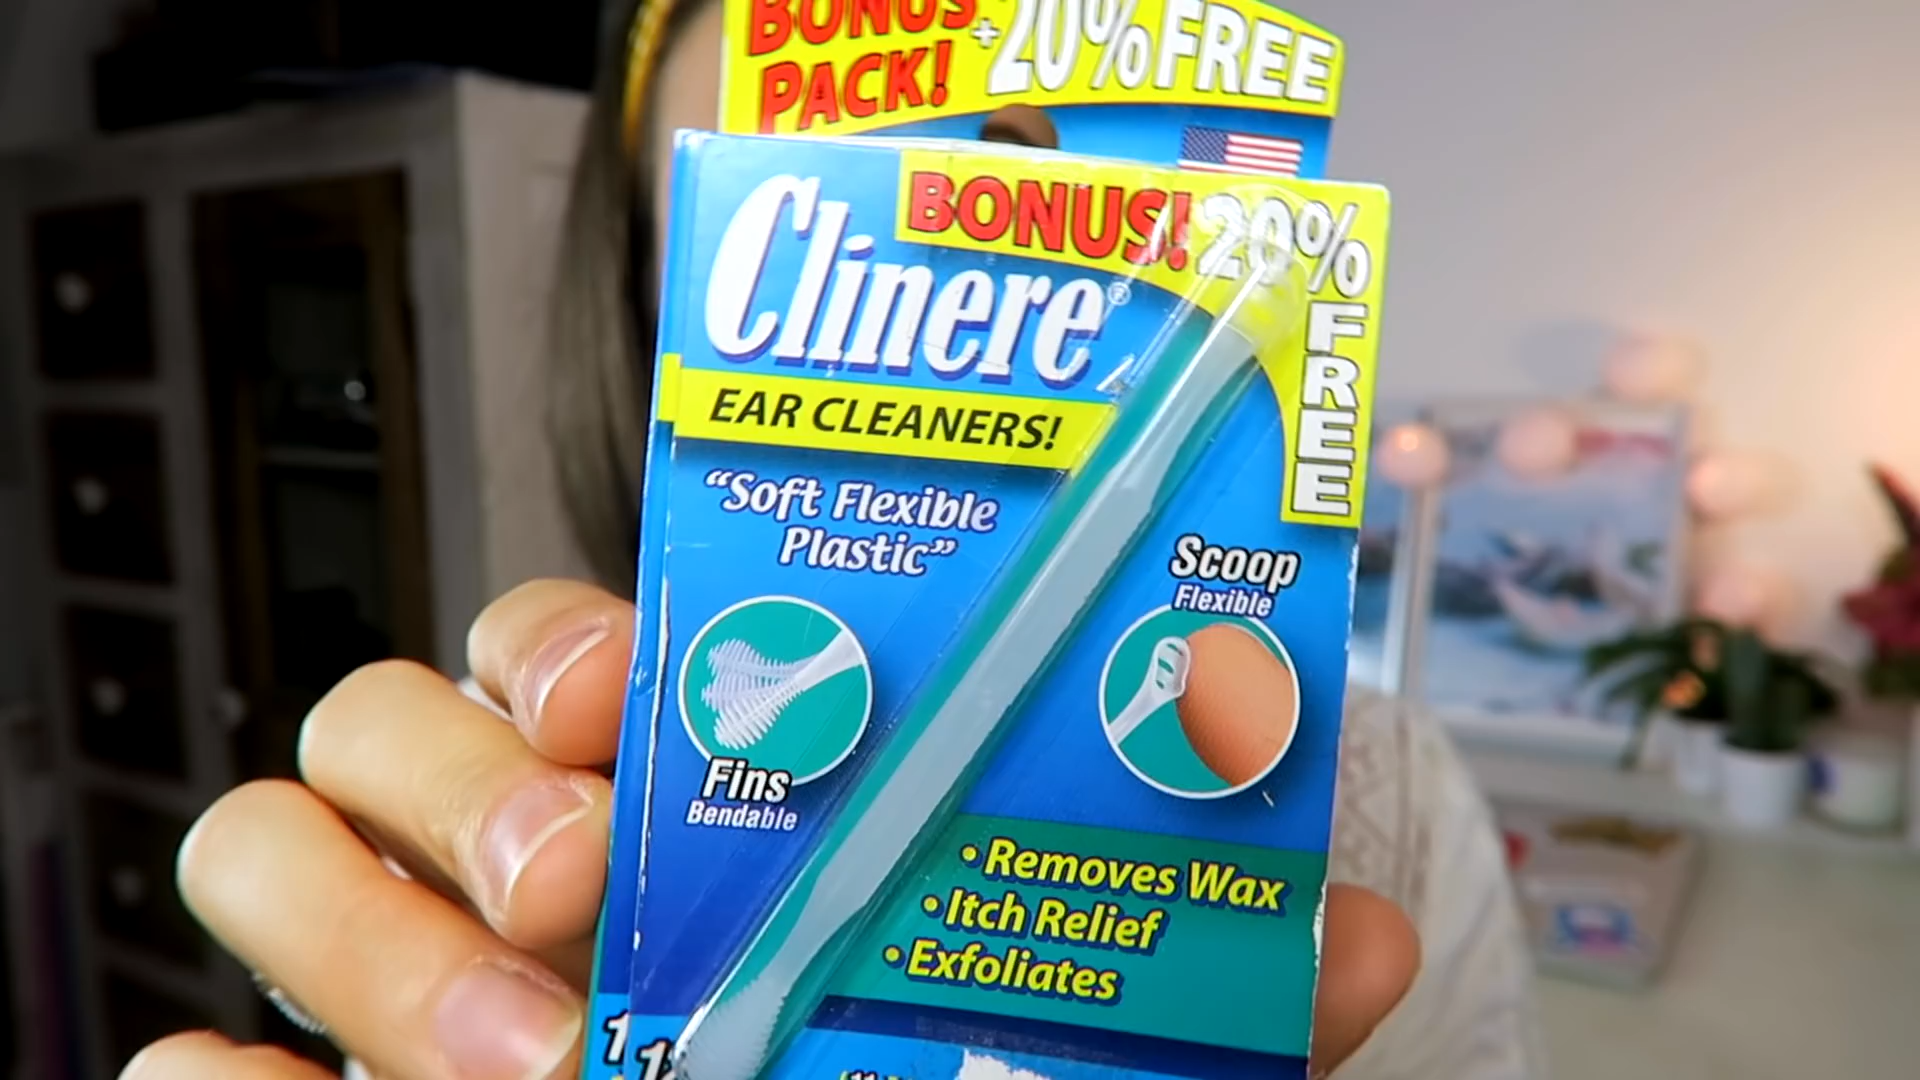 BONUS
PACK!
+20% FREE
BONUS! 20%
FREE
Clinere®
EAR CLEANERS!
“Soft Flexible
Plastic”
Scoop
Flexible
Fins
Bendable
• Removes Wax
• Itch Relief
• Exfoliates